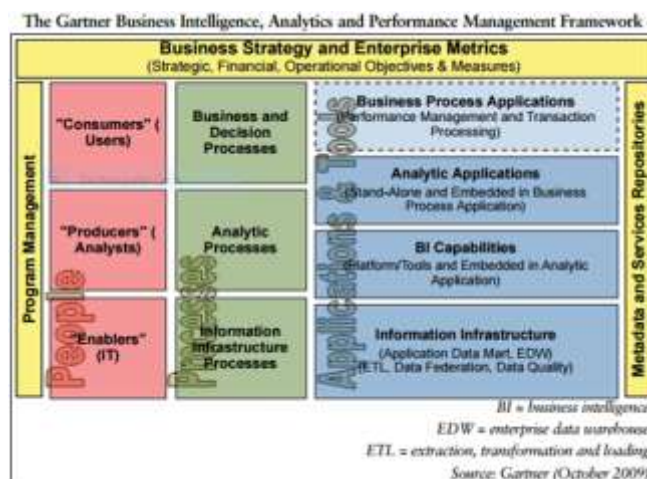 The Gartner Business Intelligence, Analytics and Performance Management Framework
Business Strategy and Enterprise Metrics
(Strategic, Financial, Operational Objectives & Measures)
Program Management
People
"Consumers" (
Users)
"Producers" (
Analysts)
"Enablers"
(IT)
Processes
Business and
Decision
Processes
Analytic
Processes
Information
Infrastructure
Processes
Applications & Tools
Business Process Applications
(Performance Management and Transaction
Processing)
Analytic Applications
(Stand-Alone and Embedded in Business
Process Application)
BI Capabilities
(Platform/Tools and Embedded in Analytic
Application)
Information Infrastructure
(Application Data Mart, EDW)
(ETL, Data Federation, Data Quality)
Metadata and Services Repositories
BI = business intelligence
EDW = enterprise data warehouse
ETL = extraction, transformation and loading
Source: Gartner (October 2009)